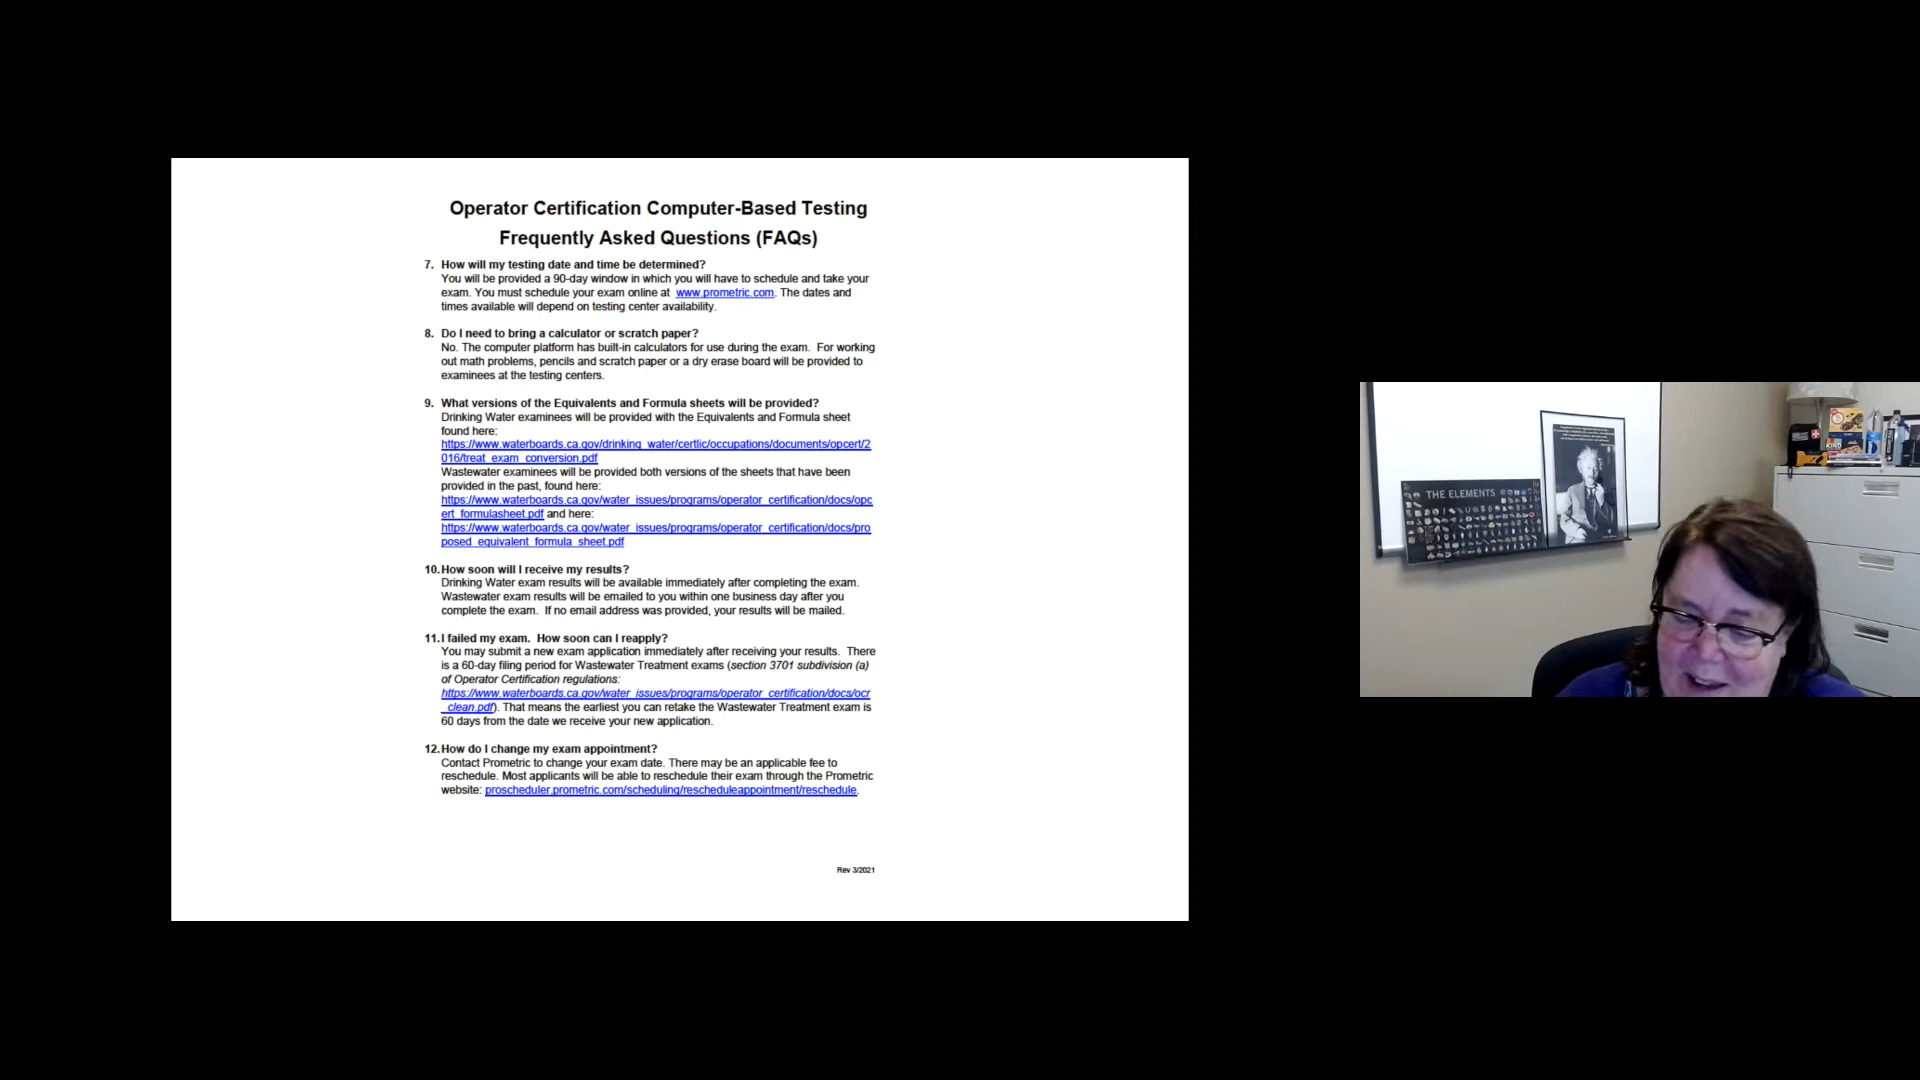 Operator Certification Computer-Based Testing
Frequently Asked Questions (FAQs)
7. How will my testing date and time be determined?
You will be provided a 90-day window in which you will have to schedule and take your
exam. You must schedule your exam online at www.prometric.com. The dates and
times available will depend on testing center availability.
8. Do I need to bring a calculator or scratch paper?
No. The computer platform has built-in calculators for use during the exam. For working
out math problems, pencils and scratch paper or a dry erase board will be provided to
examinees at the testing centers.
9. What versions of the Equivalents and Formula sheets will be provided?
Drinking Water examinees will be provided with the Equivalents and Formula sheet
found here:
https://www.waterboards.ca.gov/drinking_water/certlic/occupations/documents/opcert/2
016/treat_exam_conversion.pdf
Wastewater examinees will be provided both versions of the sheets that have been
provided in the past, found here:
https://www.waterboards.ca.gov/water_issues/programs/operator_certification/docs/opc
ert_formulasheet.pdf and here:
https://www.waterboards.ca.gov/water_issues/programs/operator_certification/docs/pro
posed_equivalent_formula_sheet.pdf
10. How soon will I receive my results?
Drinking Water exam results will be available immediately after completing the exam.
Wastewater exam results will be emailed to you within one business day after you
complete the exam. If no email address was provided, your results will be mailed.
11. I failed my exam. How soon can I reapply?
You may submit a new exam application immediately after receiving your results. There
is a 60-day filing period for Wastewater Treatment exams (section 3701 subdivision (a)
of Operator Certification regulations:
https://www.waterboards.ca.gov/water_issues/programs/operator_certification/docs/ocr
_clean.pdf). That means the earliest you can retake the Wastewater Treatment exam is
60 days from the date we receive your new application.
12. How do I change my exam appointment?
Contact Prometric to change your exam date. There may be an applicable fee to
reschedule. Most applicants will be able to reschedule their exam through the Prometric
website: proscheduler.prometric.com/scheduling/rescheduleappointment/reschedule.
Rev 3/2021
THE ELEMENTS
KIND